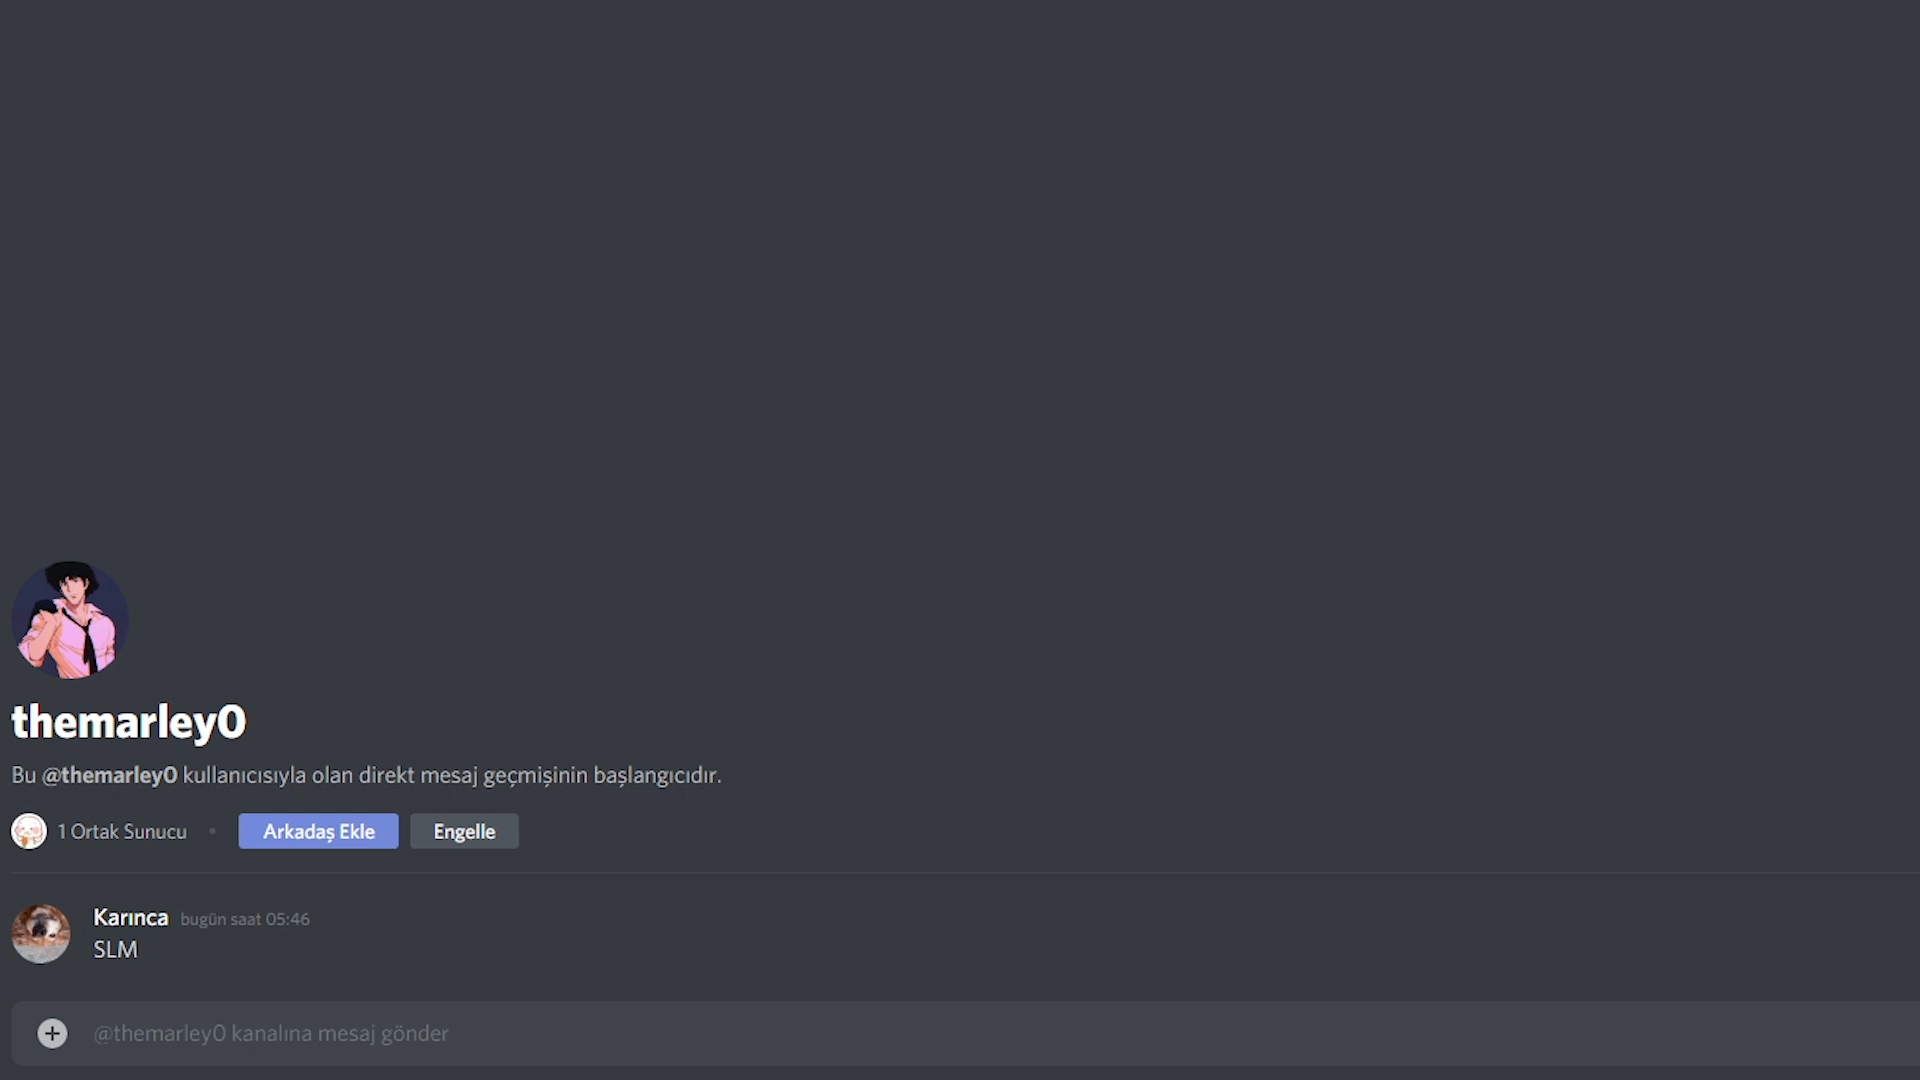 themarley0
Bu @themarley0 kullanıcısıyla olan direkt mesaj geçmişinin başlangıcıdır.
1 Ortak Sunucu • Arkadaş Ekle Engelle
Karınca bugün saat 05:46
SLM
@themarley0 kanalına mesaj gönder